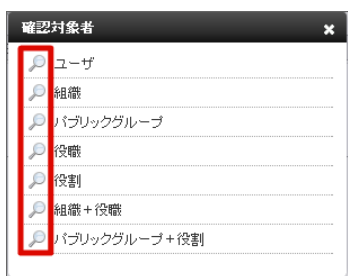 確認対象者
ユーザ
組織
パブリックグループ
役職
役割
組織+役職
パブリックグループ+役割